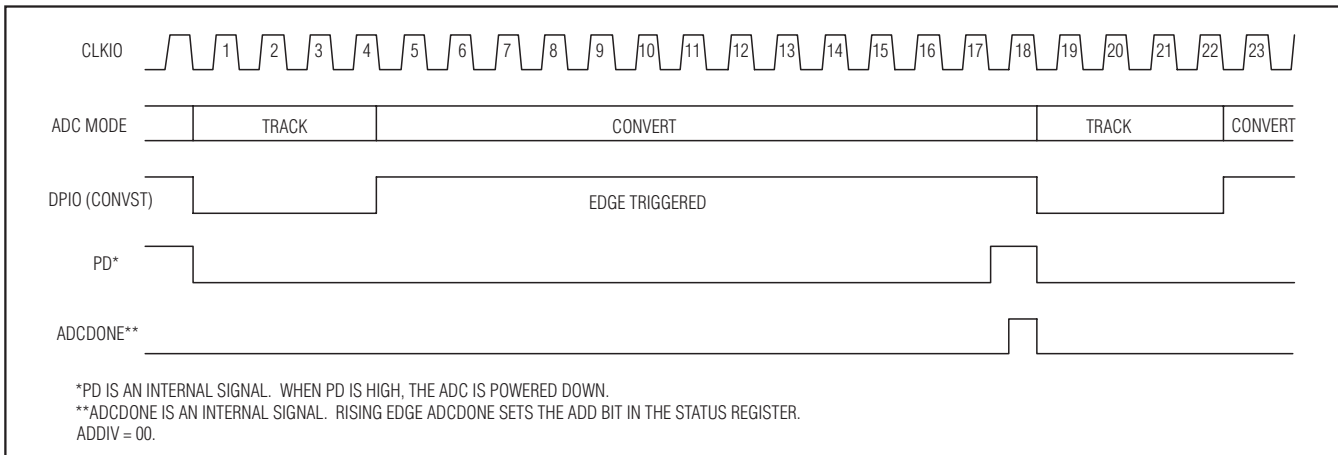 CLKIO 1 2 3 4 5 6 7 8 9 10 11 12 13 14 15 16 17 18 19 20 21 22 23
ADC MODE TRACK CONVERT TRACK CONVERT
DPIO (CONVST) EDGE TRIGGERED
PD*
ADCDONE**
*PD IS AN INTERNAL SIGNAL. WHEN PD IS HIGH, THE ADC IS POWERED DOWN.
**ADCDONE IS AN INTERNAL SIGNAL. RISING EDGE ADCDONE SETS THE ADD BIT IN THE STATUS REGISTER.
ADDIV = 00.